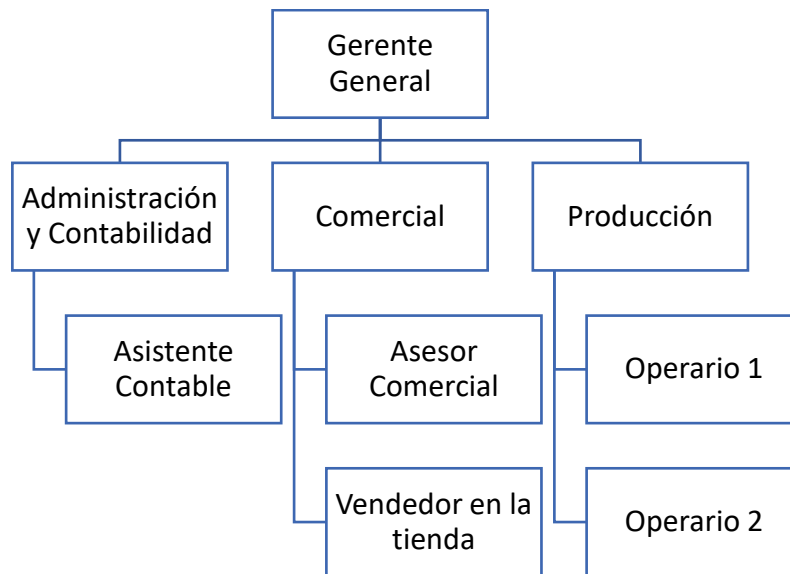 Gerente
General
Administración
y Contabilidad
Comercial
Producción
Asistente
Contable
Asesor
Comercial
Operario 1
Vendedor en la
tienda
Operario 2